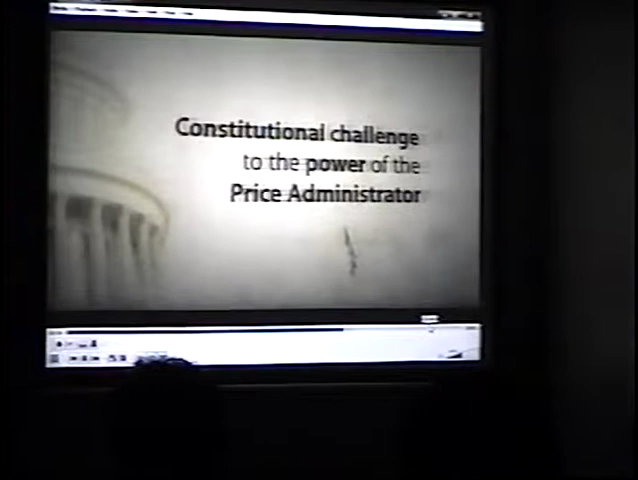 Constitutional challenge
to the power of the
Price Administrator